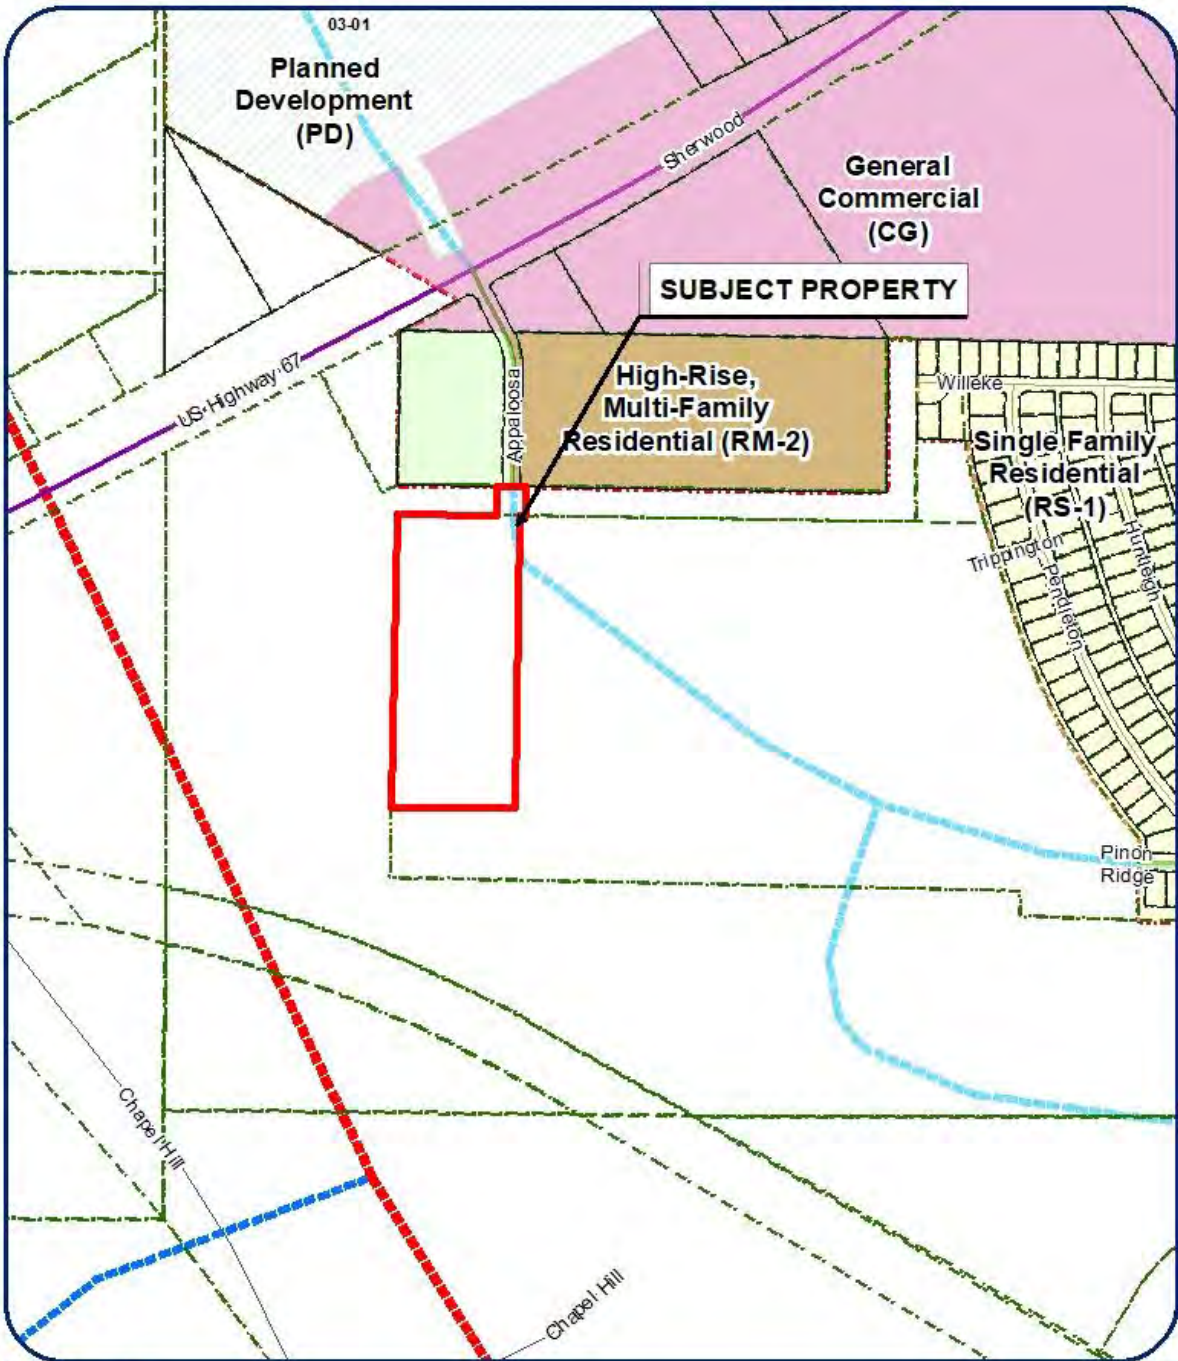 03-01
Planned
Development
(PD)
Sherwood
General
Commercial
(CG)
SUBJECT PROPERTY
US Highway 67
Appaloosa
High-Rise,
Multi-Family
Residential (RM-2)
Willeke
Single Family
Residential
(RS-1)
Trippington
Pendleton
Huntleigh
Pinon
Ridge
Chapel Hill
Chapel Hill